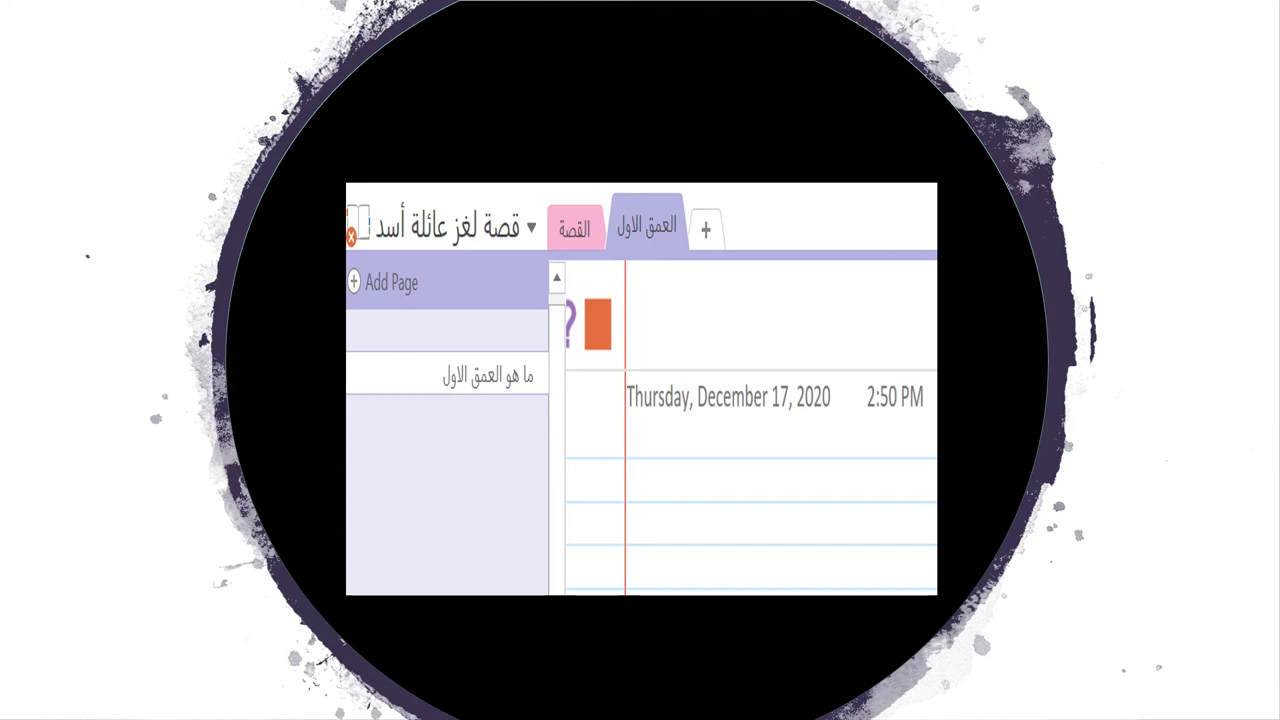 قصة لغز عائلة أسد
القصة
العمق الاول
+
Add Page
?
ما هو العمق الاول
Thursday, December 17, 2020 2:50 PM